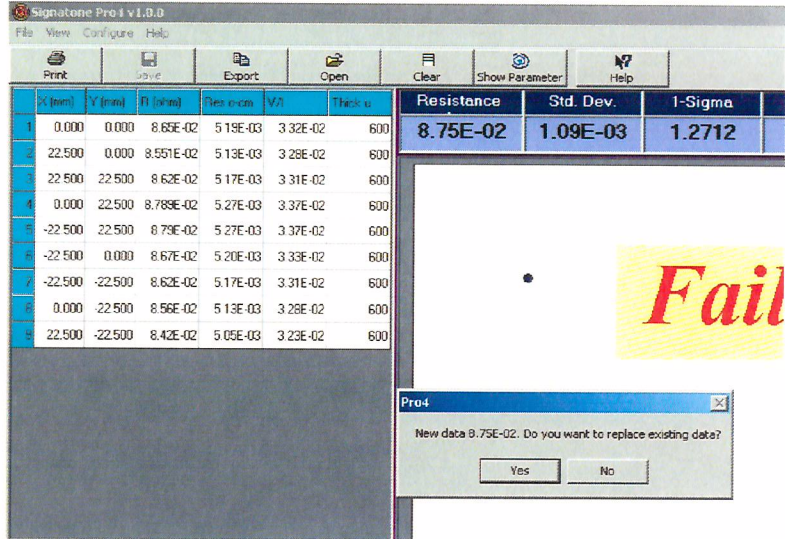 Signatone Pro4 v1.0.0
File View Configure Help
Print Save Export Open Clear Show Parameter Help
X (mm) Y (mm) R (ohm) Res o-cm V/I Thick u
1 0.000 0.000 8.65E-02 5.19E-03 3.32E-02 600
2 22.500 0.000 8.551E-02 5.13E-03 3.28E-02 600
3 22.500 22.500 8.62E-02 5.17E-03 3.31E-02 600
4 0.000 22.500 8.789E-02 5.27E-03 3.37E-02 600
5 -22.500 22.500 8.79E-02 5.27E-03 3.37E-02 600
6 -22.500 0.000 8.67E-02 5.20E-03 3.33E-02 600
7 -22.500 -22.500 8.62E-02 5.17E-03 3.31E-02 600
8 0.000 -22.500 8.56E-02 5.13E-03 3.28E-02 600
9 22.500 -22.500 8.42E-02 5.05E-03 3.23E-02 600
Resistance Std. Dev. 1-Sigma
8.75E-02 1.09E-03 1.2712
Fail
Pro4
New data 8.75E-02. Do you want to replace existing data?
Yes No